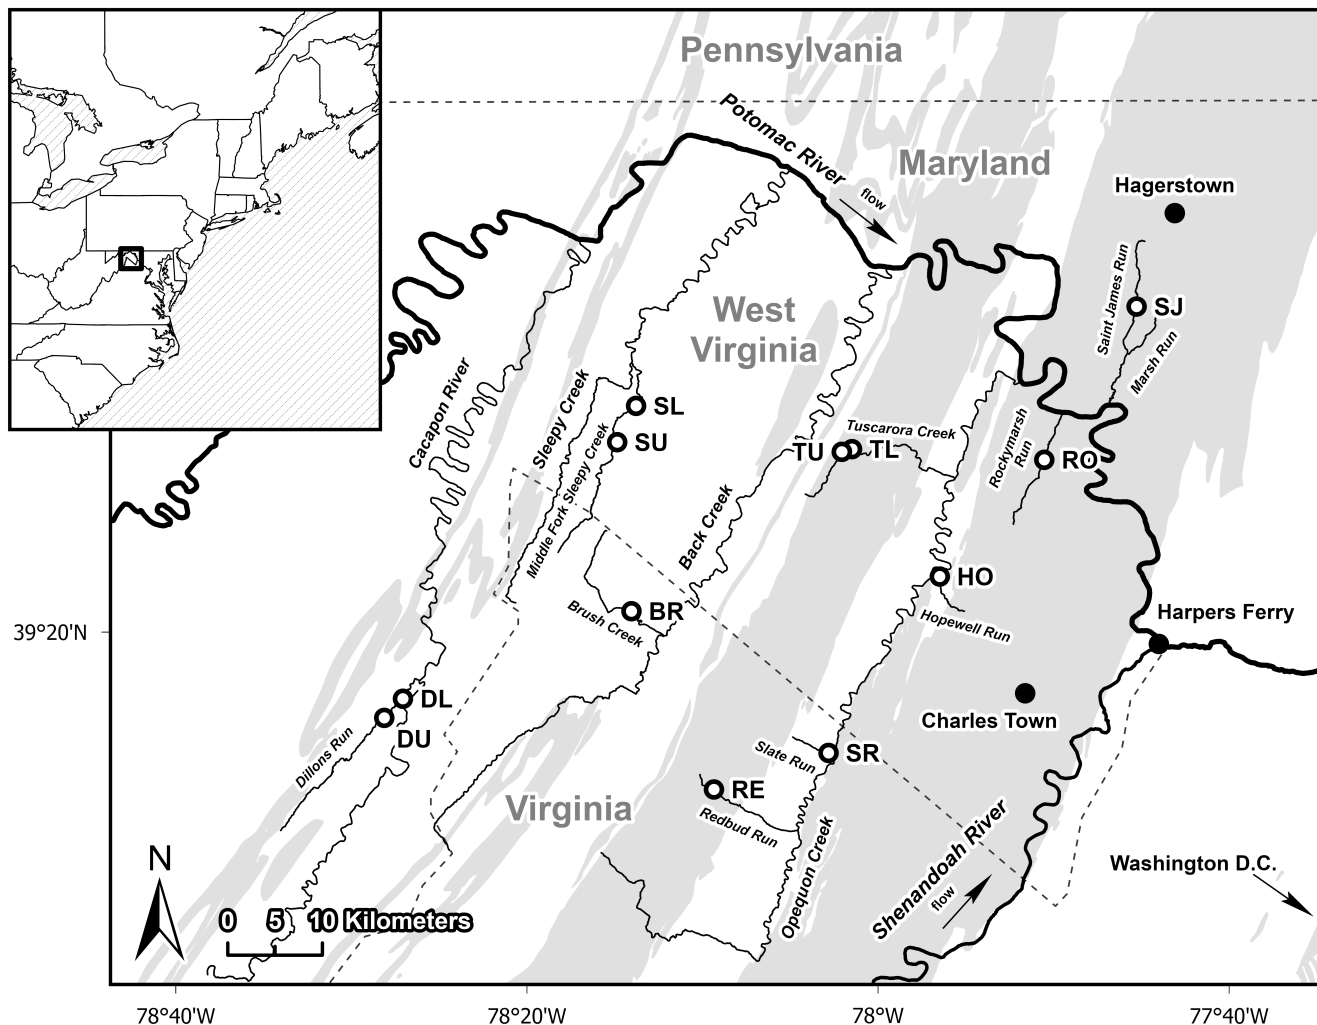 Pennsylvania
Potomac River
flow
Maryland
Hagerstown
Saint James Run
SJ
Marsh Run
West
Virginia
Cacapon River
Sleepy Creek
Middle Fork Sleepy Creek
SL
SU
Tuscarora Creek
TU
TL
Rockymarsh
Run
RO
Back Creek
HO
Hopewell Run
BR
Brush Creek
Harpers Ferry
39°20'N
DL
DU
Dillons Run
Charles Town
SR
Slate Run
RE
Redbud Run
Virginia
Opequon Creek
Shenandoah River
flow
Washington D.C.
N
0 5 10 Kilometers
78°40'W
78°20'W
78°W
77°40'W